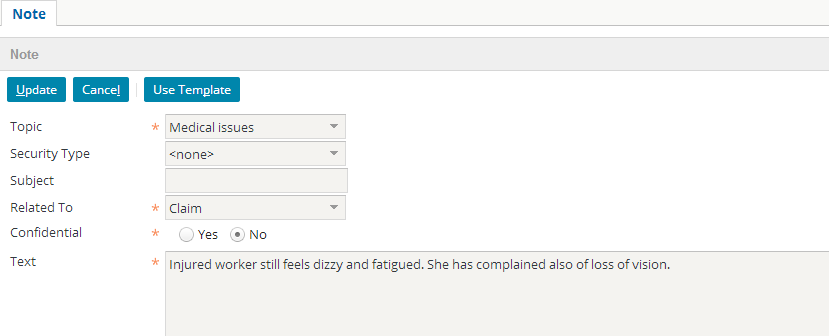 Note
Note
Update Cancel Use Template
Topic * Medical issues
Security Type <none>
Subject
Related To * Claim
Confidential * Yes No
Text * Injured worker still feels dizzy and fatigued. She has complained also of loss of vision.